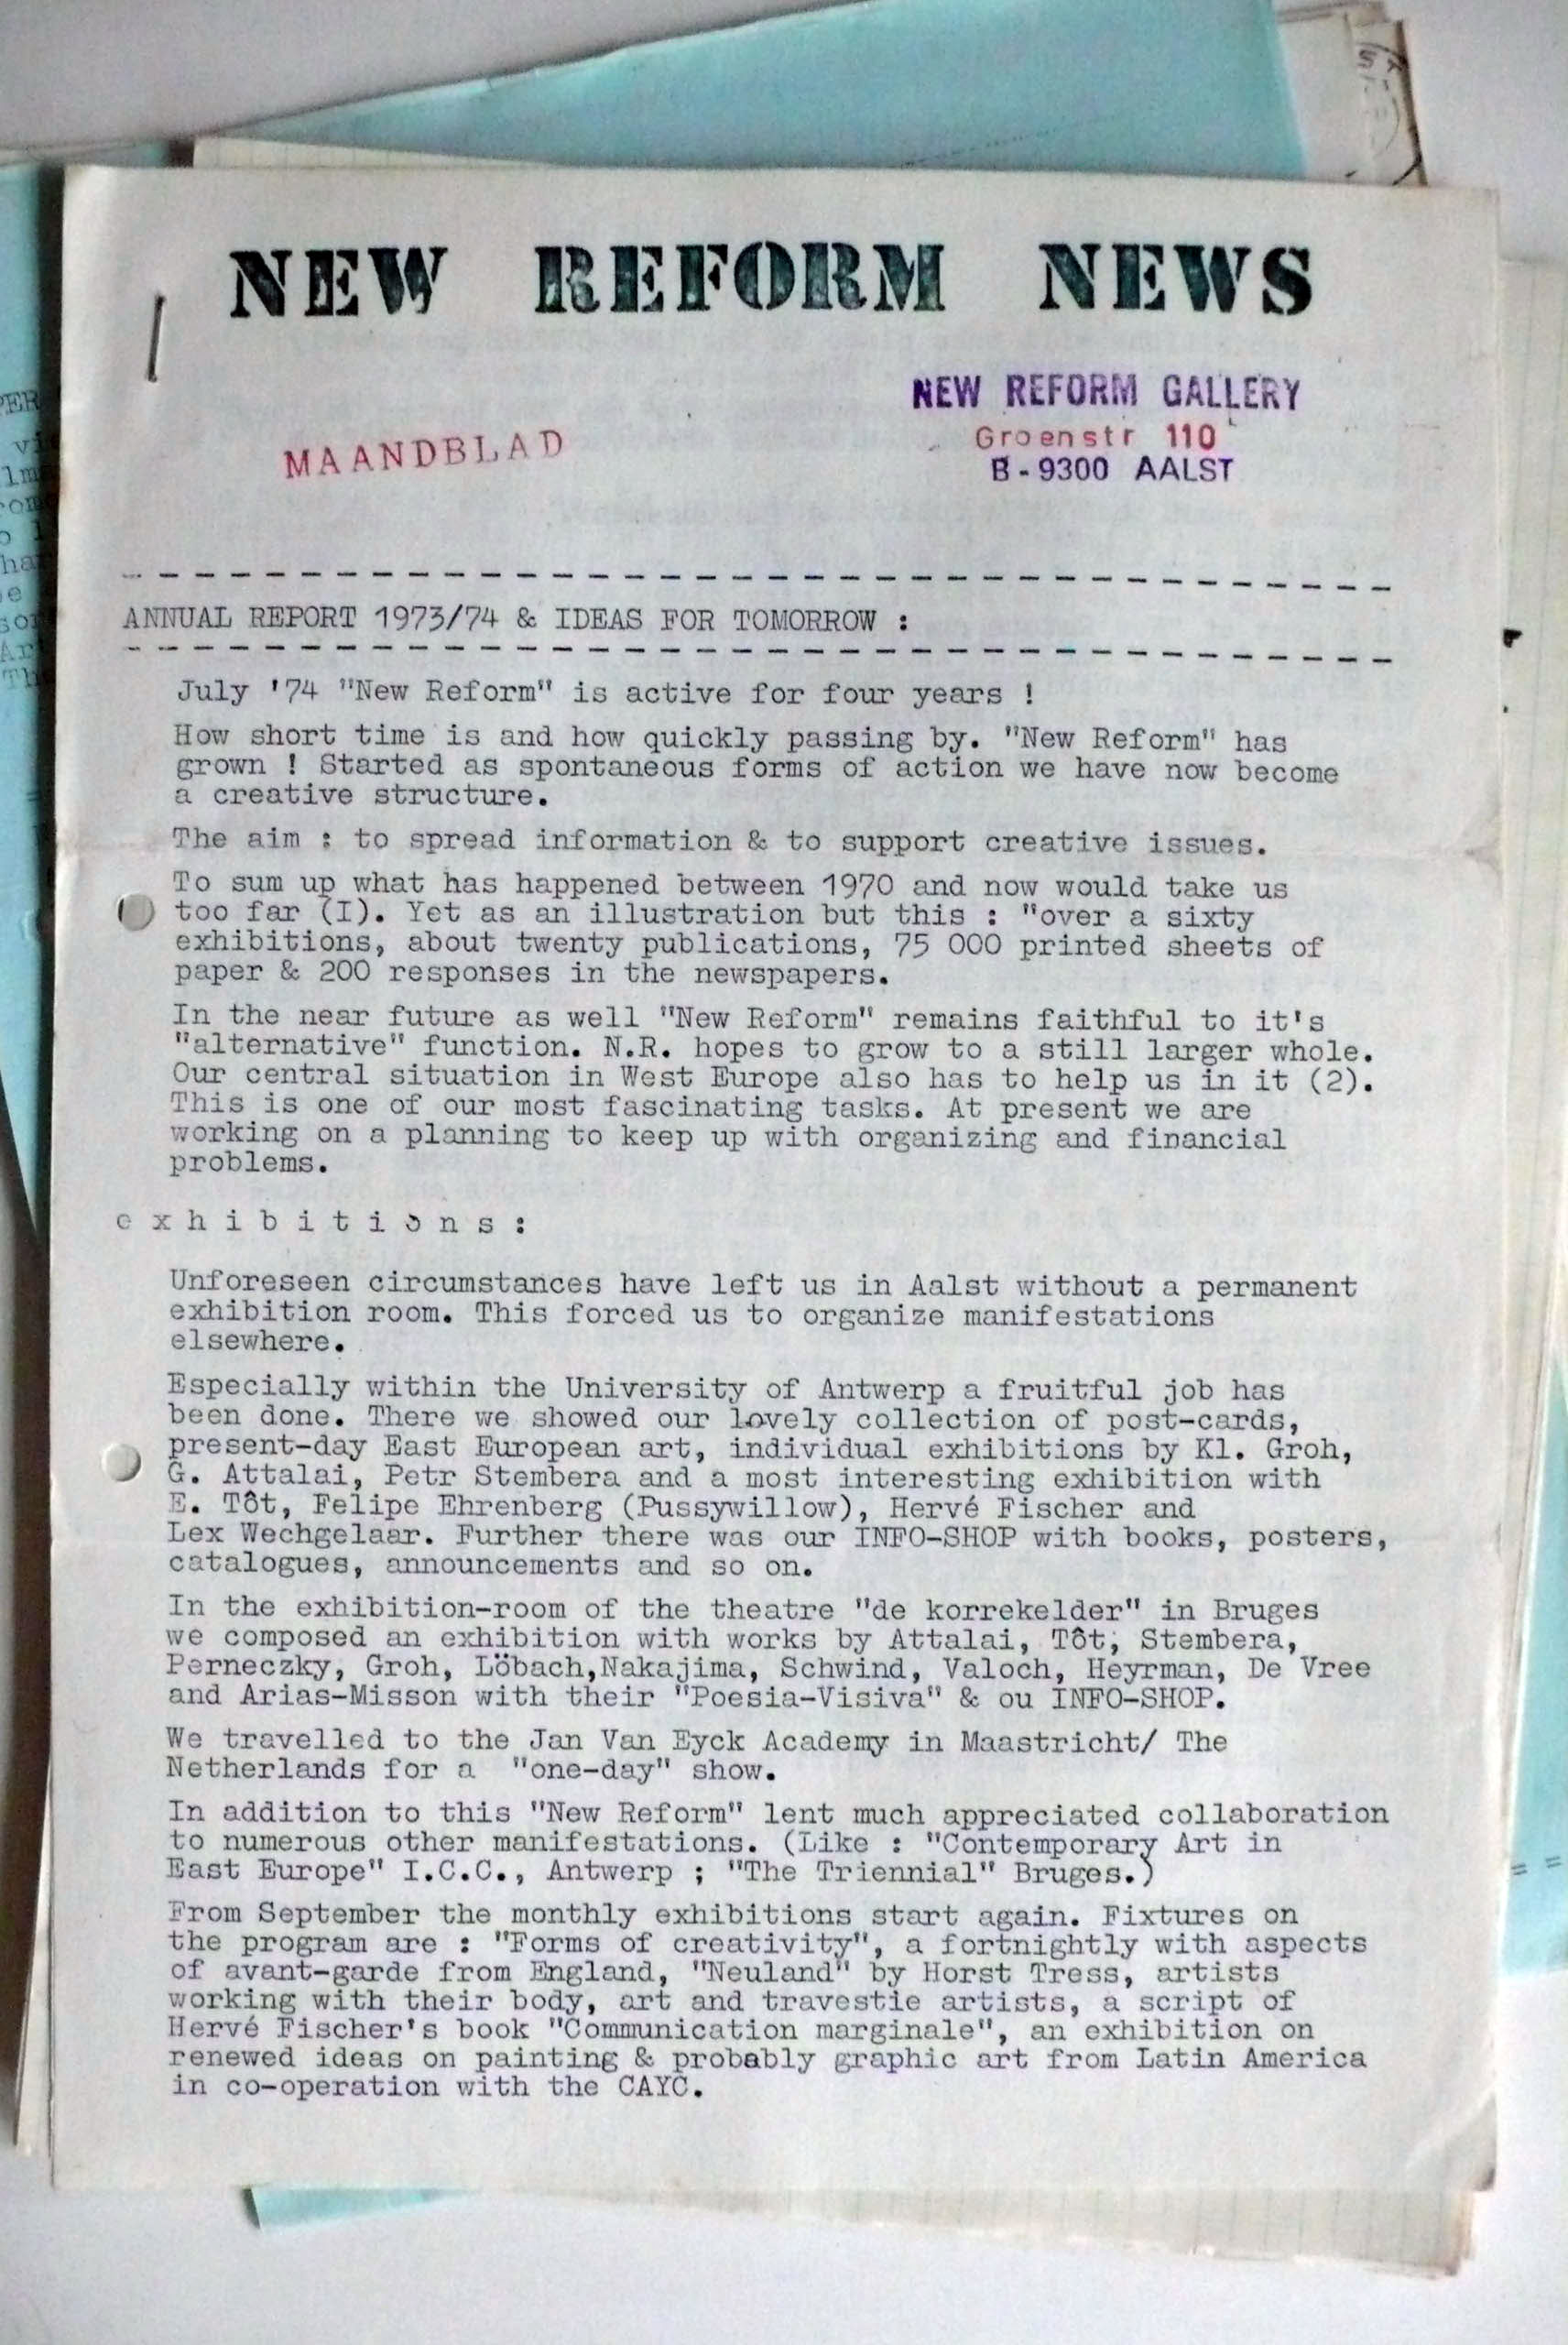 NEW REFORM NEWS
MAANDBLAD
NEW REFORM GALLERY
Groenstr 110
B-9300 AALST
ANNUAL REPORT 1973/74 & IDEAS FOR TOMORROW :
July '74 "New Reform" is active for four years !
How short time is and how quickly passing by. "New Reform" has
grown ! Started as spontaneous forms of action we have now become
a creative structure.
The aim : to spread information & to support creative issues.
To sum up what has happened between 1970 and now would take us
too far (I). Yet as an illustration but this : "over a sixty
exhibitions, about twenty publications, 75 000 printed sheets of
paper & 200 responses in the newspapers.
In the near future as well "New Reform" remains faithful to it's
"alternative" function. N.R. hopes to grow to a still larger whole.
Our central situation in West Europe also has to help us in it (2).
This is one of our most fascinating tasks. At present we are
working on a planning to keep up with organizing and financial
problems.
e x h i b i t i o n s :
Unforeseen circumstances have left us in Aalst without a permanent
exhibition room. This forced us to organize manifestations
elsewhere.
Especially within the University of Antwerp a fruitful job has
been done. There we showed our lovely collection of post-cards,
present-day East European art, individual exhibitions by Kl. Groh,
G. Attalai, Petr Stembera and a most interesting exhibition with
E. Tôt, Felipe Ehrenberg (Pussywillow), Hervé Fischer and
Lex Wechgelaar. Further there was our INFO-SHOP with books, posters,
catalogues, announcements and so on.
In the exhibition-room of the theatre "de korrekelder" in Bruges
we composed an exhibition with works by Attalai, Tôt, Stembera,
Perneczky, Groh, Löbach,Nakajima, Schwind, Valoch, Heyrman, De Vree
and Arias-Misson with their "Poesia-Visiva" & ou INFO-SHOP.
We travelled to the Jan Van Eyck Academy in Maastricht/ The
Netherlands for a "one-day" show.
In addition to this "New Reform" lent much appreciated collaboration
to numerous other manifestations. (Like : "Contemporary Art in
East Europe" I.C.C., Antwerp ; "The Triennial" Bruges.)
From September the monthly exhibitions start again. Fixtures on
the program are : "Forms of creativity", a fortnightly with aspects
of avant-garde from England, "Neuland" by Horst Tress, artists
working with their body, art and travestie artists, a script of
Hervé Fischer's book "Communication marginale", an exhibition on
renewed ideas on painting & probably graphic art from Latin America
in co-operation with the CAYC.